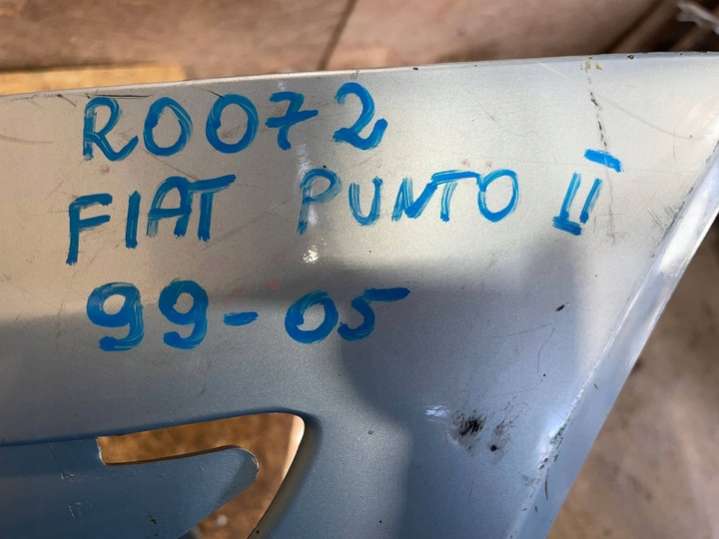 R0072
FIAT PUNTO II
99-05